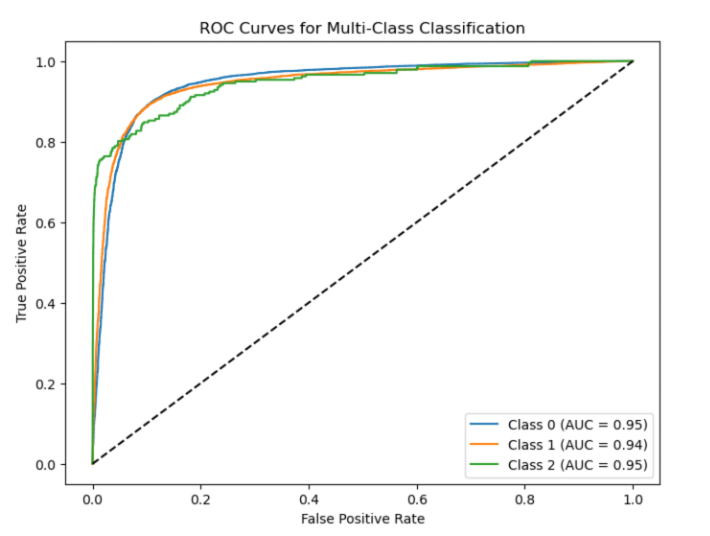 ROC Curves for Multi-Class Classification
1.0
0.8
0.6
0.4
0.2
0.0
True Positive Rate
0.0 0.2 0.4 0.6 0.8 1.0
False Positive Rate
Class 0 (AUC = 0.95)
Class 1 (AUC = 0.94)
Class 2 (AUC = 0.95)